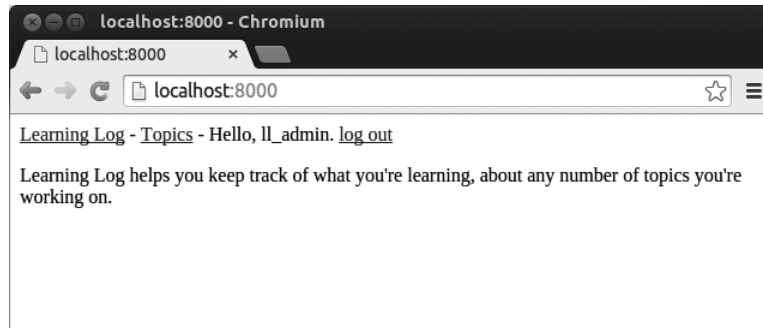 localhost:8000 - Chromium
localhost:8000
localhost:8000
Learning Log - Topics - Hello, ll_admin. log out
Learning Log helps you keep track of what you're learning, about any number of topics you're
working on.